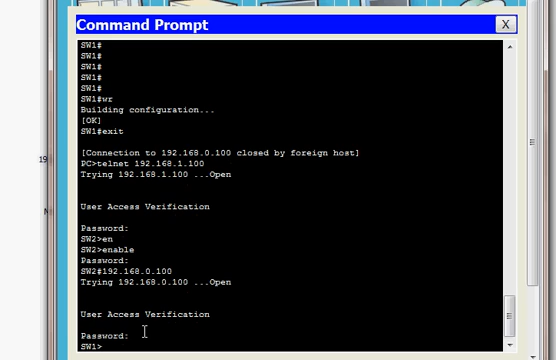 Command Prompt
X
SW1#
SW1#
SW1#
SW1#
SW1#
SW1#wr
Building configuration...
[OK]
SW1#exit
[Connection to 192.168.0.100 closed by foreign host]
PC>telnet 192.168.1.100
Trying 192.168.1.100 ...Open
User Access Verification
Password:
SW2>en
SW2>enable
Password:
SW2#192.168.0.100
Trying 192.168.0.100 ...Open
User Access Verification
Password:
SW1>
19